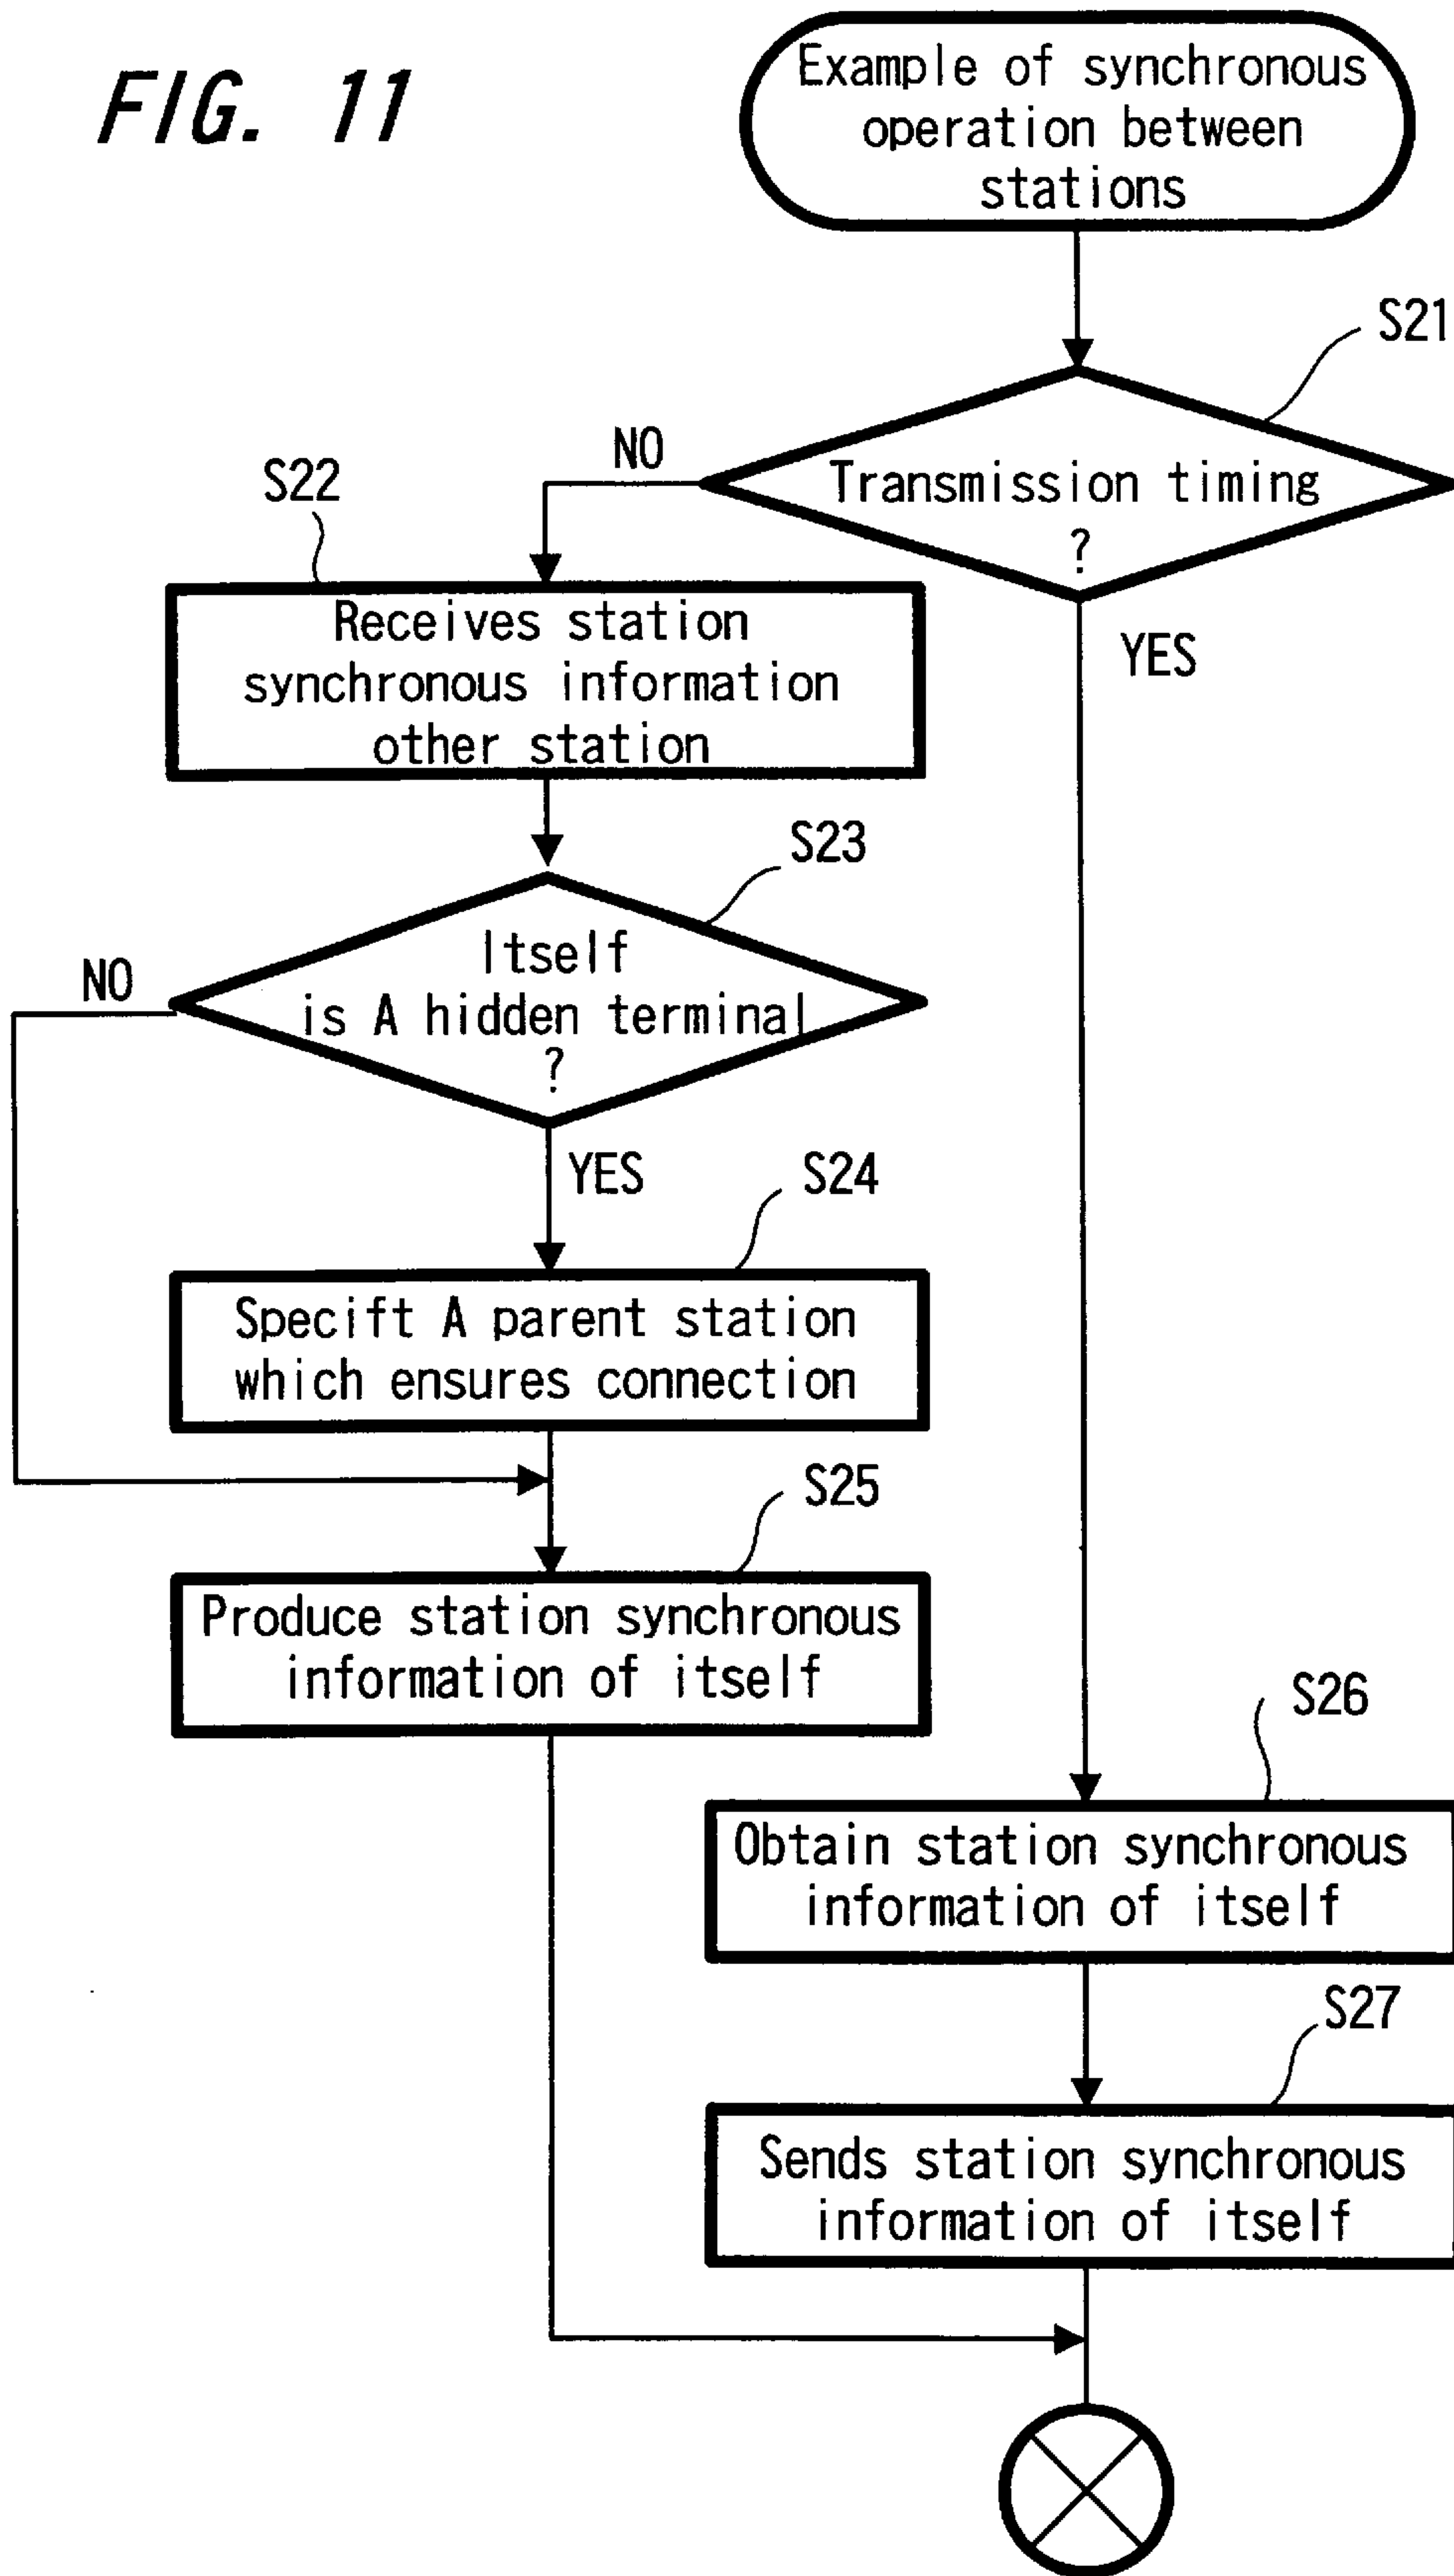 FIG. 11
Example of synchronous
operation between
stations
S21
Transmission timing
?
NO
YES
S22
Receives station
synchronous information
other station
S23
Itself
is A hidden terminal
?
NO
YES
S24
Specift A parent station
which ensures connection
S25
Produce station synchronous
information of itself
S26
Obtain station synchronous
information of itself
S27
Sends station synchronous
information of itself